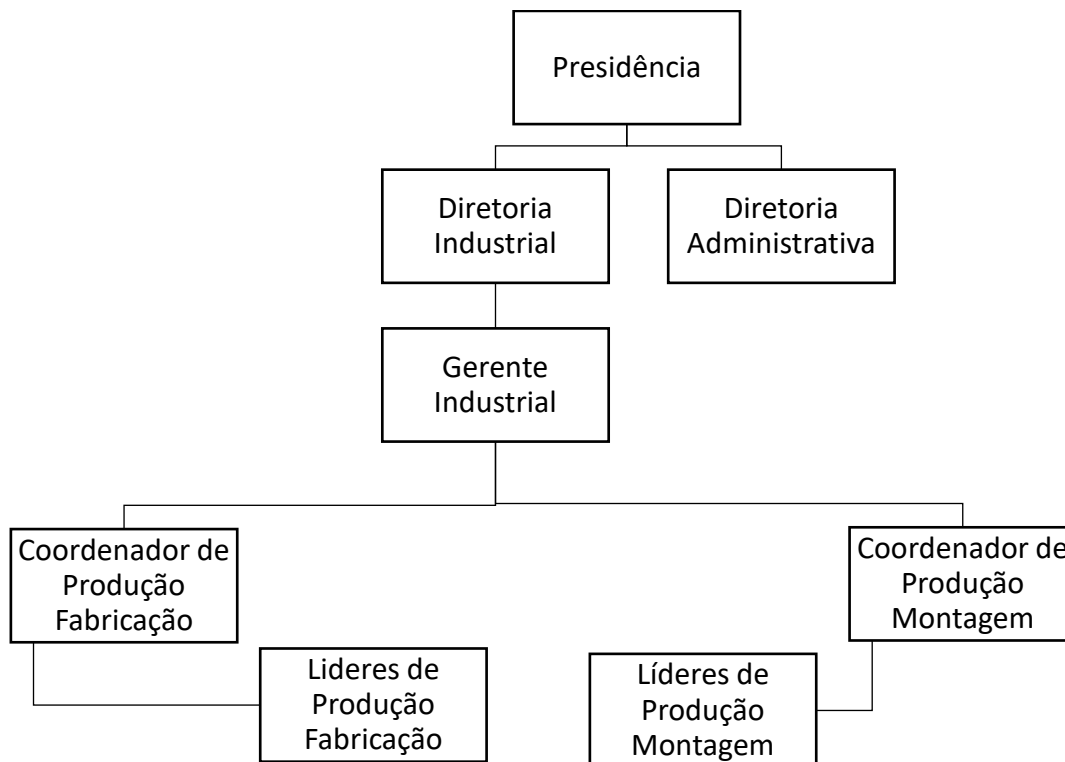 Presidência
Diretoria
Industrial
Diretoria
Administrativa
Gerente
Industrial
Coordenador de
Produção
Fabricação
Coordenador de
Produção
Montagem
Lideres de
Produção
Fabricação
Líderes de
Produção
Montagem